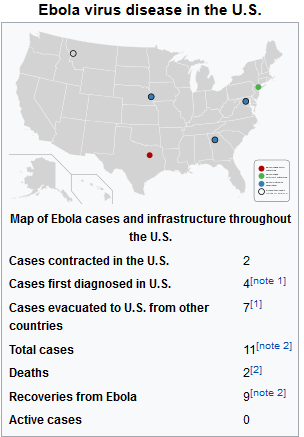 Ebola virus disease in the U.S.
Map of Ebola cases and infrastructure throughout
the U.S.
Cases contracted in the U.S. 2
Cases first diagnosed in U.S. 4[note 1]
Cases evacuated to U.S. from other 7[1]
countries
Total cases 11[note 2]
Deaths 2[2]
Recoveries from Ebola 9[note 2]
Active cases 0